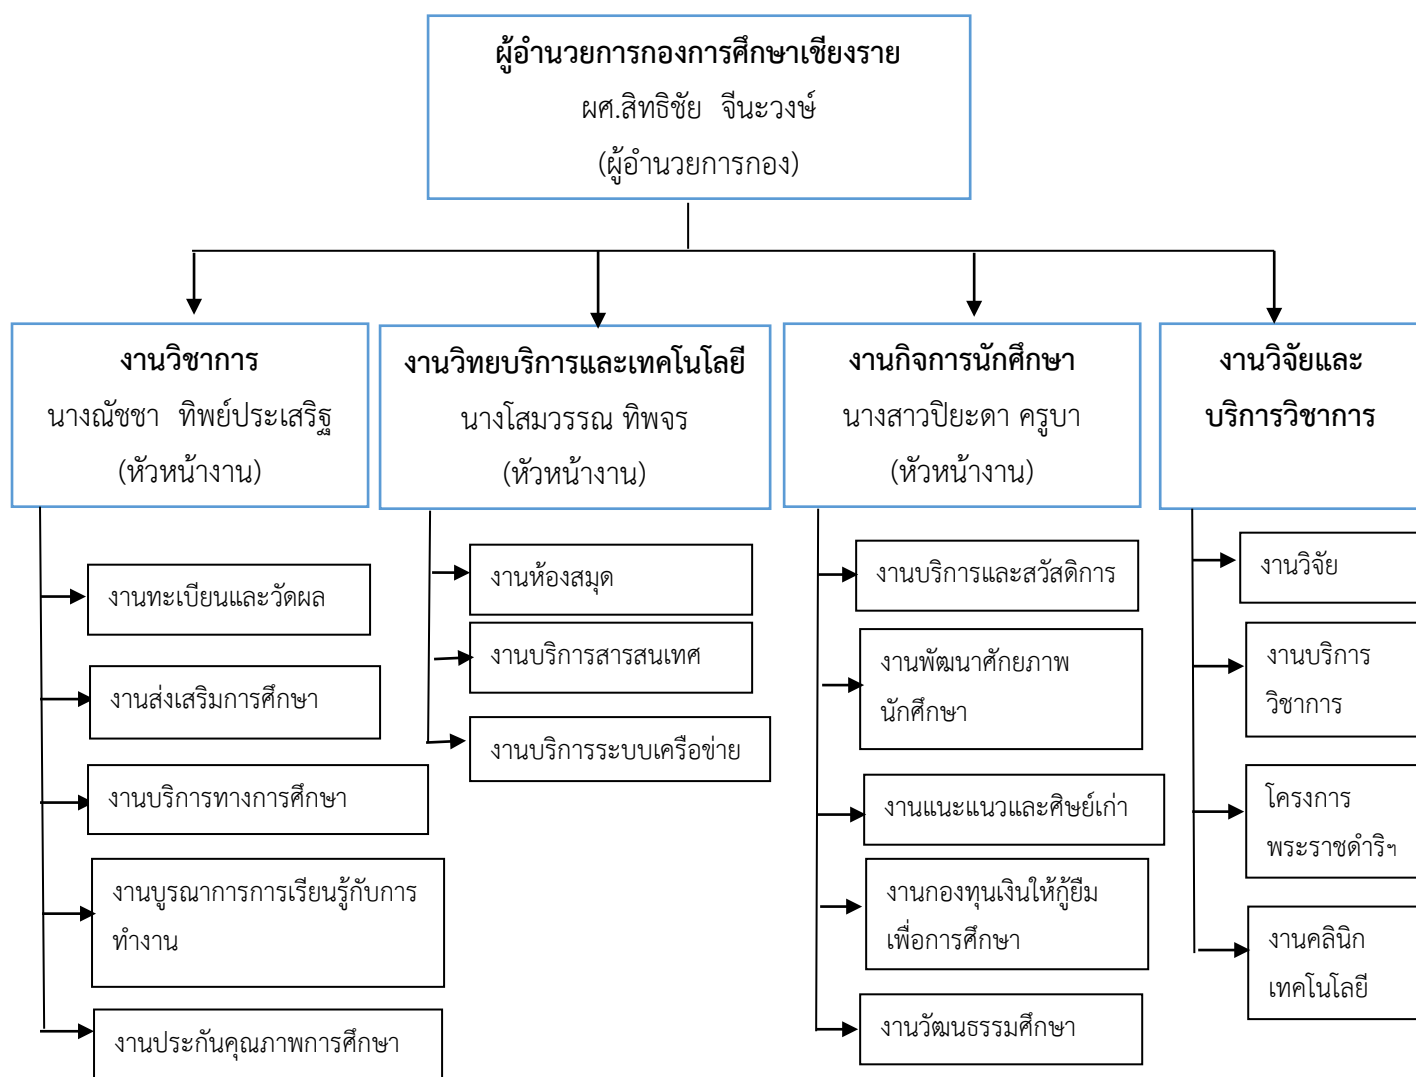 ผู้อำนวยการกองการศึกษาเชียงราย
ผศ.สิทธิชัย จีนะวงษ์
(ผู้อำนวยการกอง)
งานวิชาการ
นางณัชชา ทิพย์ประเสริฐ
(หัวหน้างาน)
งานทะเบียนและวัดผล
งานส่งเสริมการศึกษา
งานบริการทางการศึกษา
งานบูรณาการการเรียนรู้กับการ
ทำงาน
งานประกันคุณภาพการศึกษา
งานวิทยบริการและเทคโนโลยี
นางโสมวรรณ ทิพจร
(หัวหน้างาน)
งานห้องสมุด
งานบริการสารสนเทศ
งานบริการระบบเครือข่าย
งานกิจการนักศึกษา
นางสาวปิยะดา ครูบา
(หัวหน้างาน)
งานบริการและสวัสดิการ
งานพัฒนาศักยภาพ
นักศึกษา
งานแนะแนวและศิษย์เก่า
งานกองทุนเงินให้กู้ยืม
เพื่อการศึกษา
งานวัฒนธรรมศึกษา
งานวิจัยและ
บริการวิชาการ
งานวิจัย
งานบริการ
วิชาการ
โครงการ
พระราชดำริฯ
งานคลินิก
เทคโนโลยี